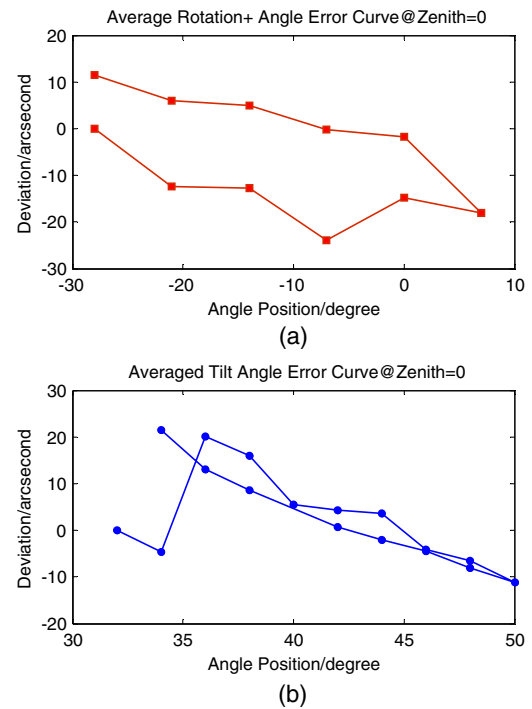 Average Rotation+ Angle Error Curve@Zenith=0
20
10
0
-10
-20
-30
Deviation/arcsecond
-30
-20
-10
0
10
Angle Position/degree
(a)
Averaged Tilt Angle Error Curve@Zenith=0
30
20
10
0
-10
-20
Deviation/arcsecond
30
35
40
45
50
Angle Position/degree
(b)